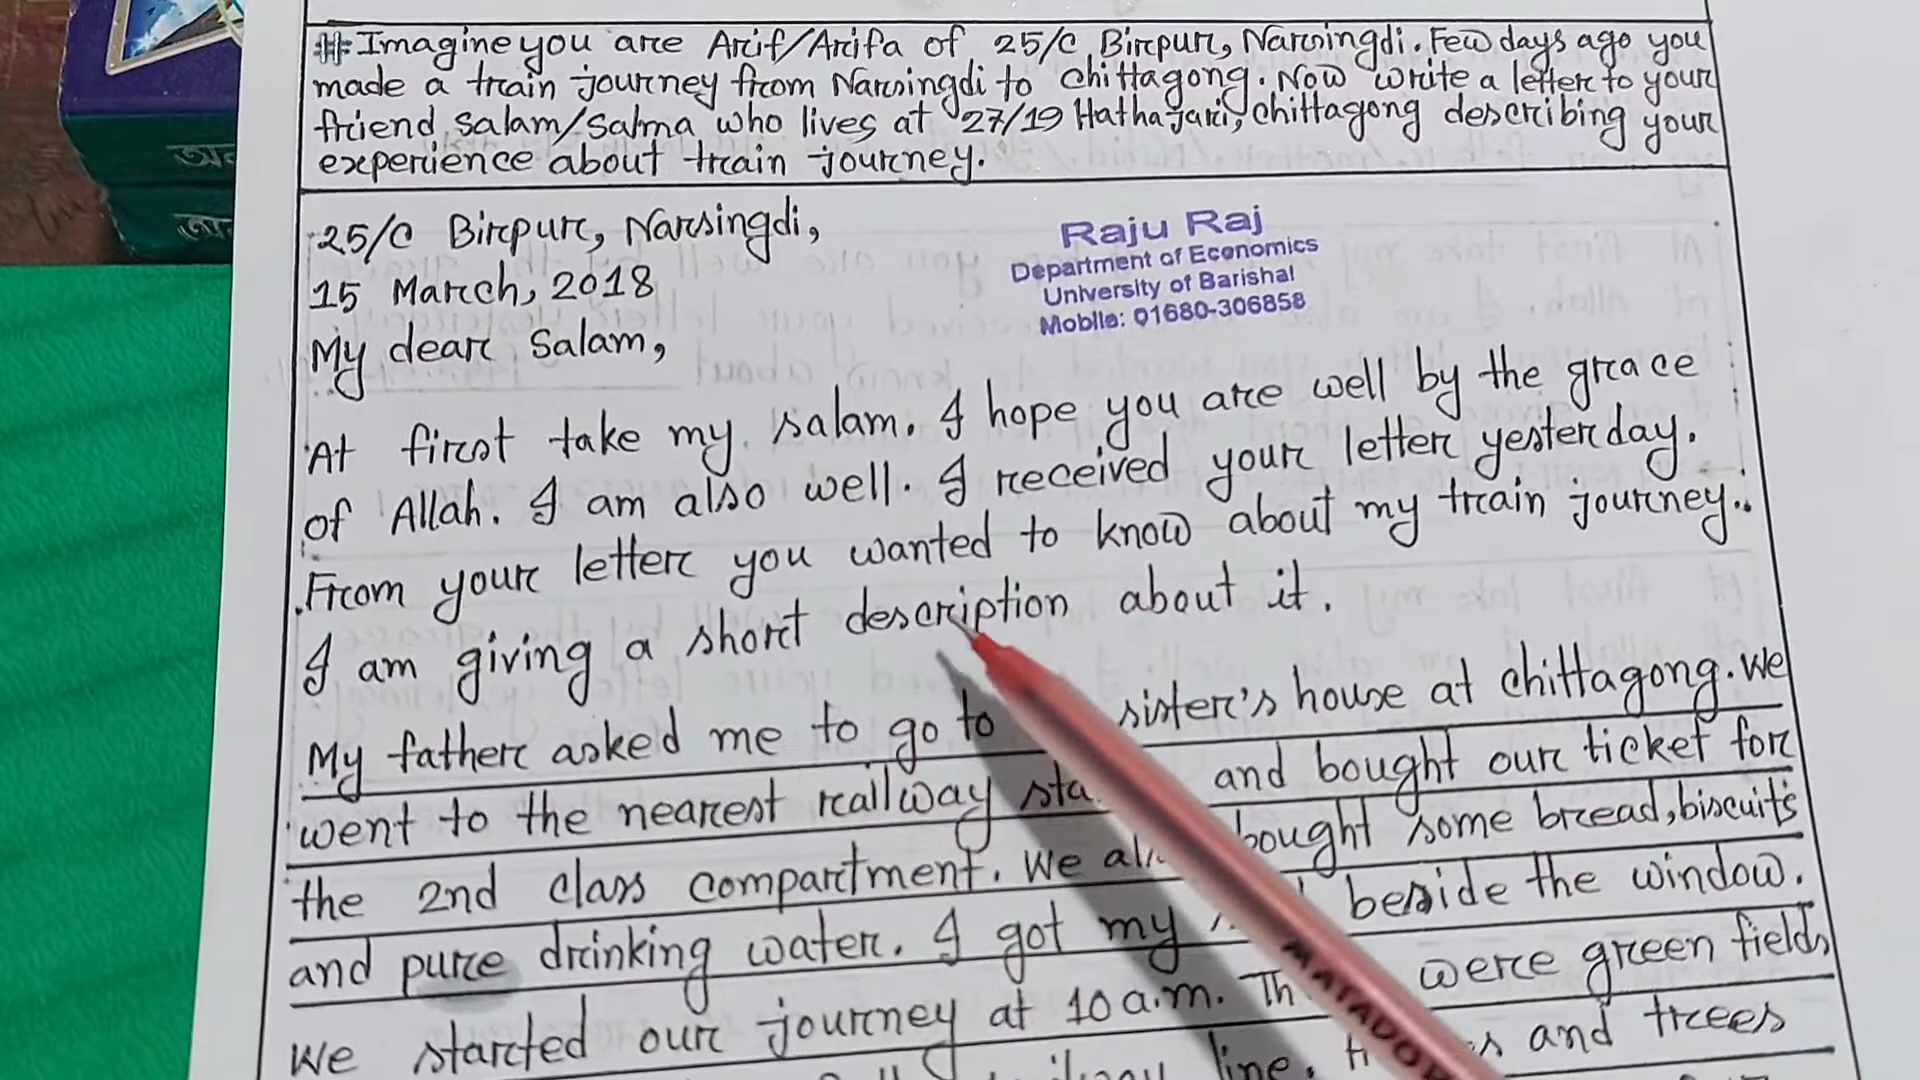 #Imagine you are Arif/Arifa of 25/C Birpur, Narsingdi. Few days ago you
made a train journey from Narsingdi to Chittagong. Now write a letter to your
friend salam/Salma who lives at 27/19 Hathajari, chittagong describing your
experience about train journey.
25/C Birpur, Narsingdi,
15 March, 2018
My dear Salam,
Raju Raj
Department of Economics
University of Barishal
Mobile: 01680-306858
At first take my salam. I hope you are well by the grace
of Allah. I am also well. I received your letter yesterday.
From your letter you wanted to know about my train journey..
I am giving a short description about it.
My father asked me to go to sister's house at chittagong. We
went to the nearest railway and bought our ticket for
the 2nd class compartment. We bought some bread, biscuits
and pure drinking water. I got my beside the window.
We started our journey at 10 a.m. were green fields
line. and trees
MATADOR